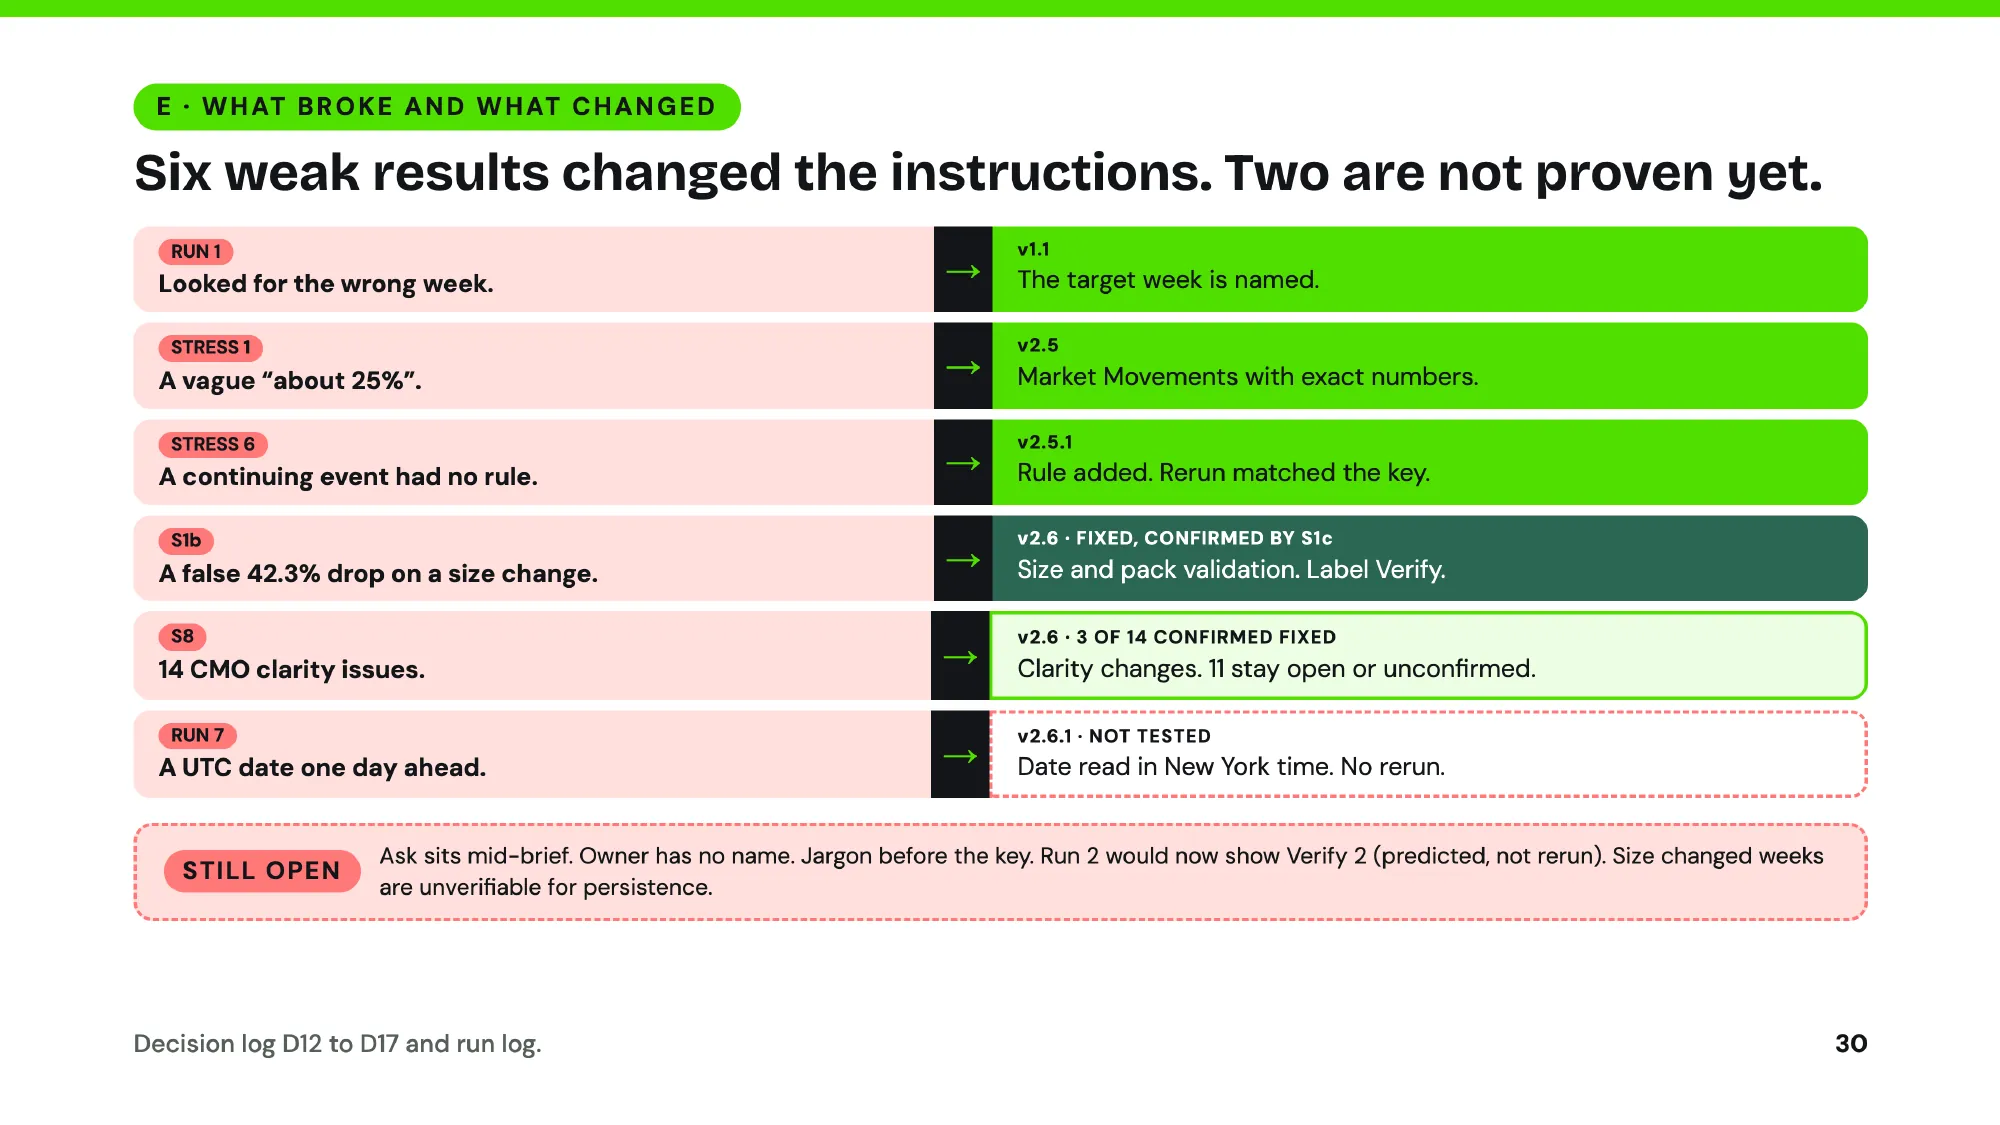 E · WHAT BROKE AND WHAT CHANGED
Six weak results changed the instructions. Two are not proven yet.
RUN 1
Looked for the wrong week.
→
v1.1
The target week is named.
STRESS 1
A vague “about 25%”.
→
v2.5
Market Movements with exact numbers.
STRESS 6
A continuing event had no rule.
→
v2.5.1
Rule added. Rerun matched the key.
S1b
A false 42.3% drop on a size change.
→
v2.6 · FIXED, CONFIRMED BY S1c
Size and pack validation. Label Verify.
S8
14 CMO clarity issues.
→
v2.6 · 3 OF 14 CONFIRMED FIXED
Clarity changes. 11 stay open or unconfirmed.
RUN 7
A UTC date one day ahead.
→
v2.6.1 · NOT TESTED
Date read in New York time. No rerun.
STILL OPEN
Ask sits mid-brief. Owner has no name. Jargon before the key. Run 2 would now show Verify 2 (predicted, not rerun). Size changed weeks
are unverifiable for persistence.
Decision log D12 to D17 and run log.
30